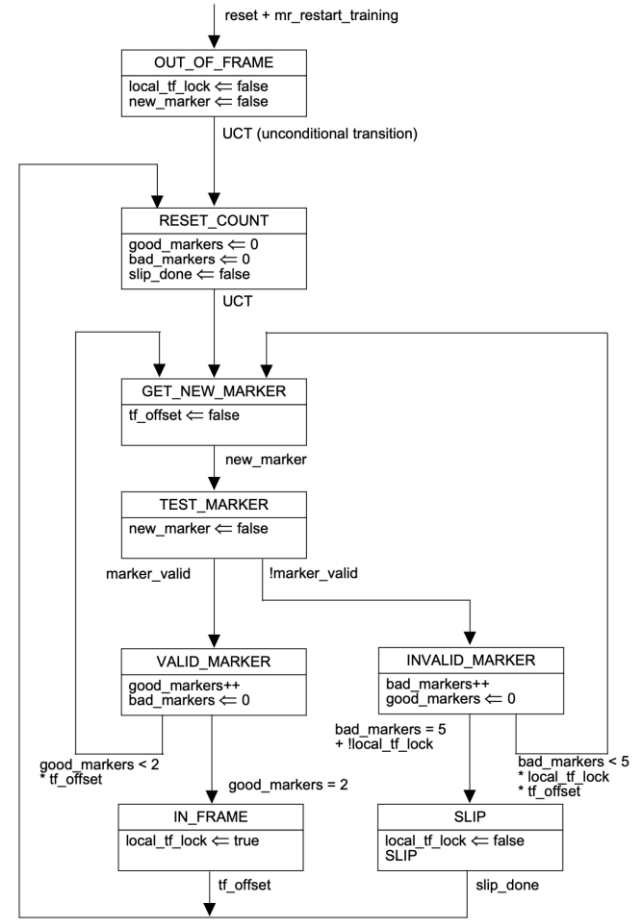 reset + mr_restart_training
OUT_OF_FRAME
local_tf_lock ⇐ false
new_marker ⇐ false
UCT (unconditional transition)
RESET_COUNT
good_markers ⇐ 0
bad_markers ⇐ 0
slip_done ⇐ false
UCT
GET_NEW_MARKER
tf_offset ⇐ false
new_marker
TEST_MARKER
new_marker ⇐ false
marker_valid
!marker_valid
VALID_MARKER
good_markers++
bad_markers ⇐ 0
INVALID_MARKER
bad_markers++
good_markers ⇐ 0
good_markers < 2
* tf_offset
good_markers = 2
bad_markers = 5
+ !local_tf_lock
bad_markers < 5
* local_tf_lock
* tf_offset
IN_FRAME
local_tf_lock ⇐ true
SLIP
local_tf_lock ⇐ false
SLIP
tf_offset
slip_done